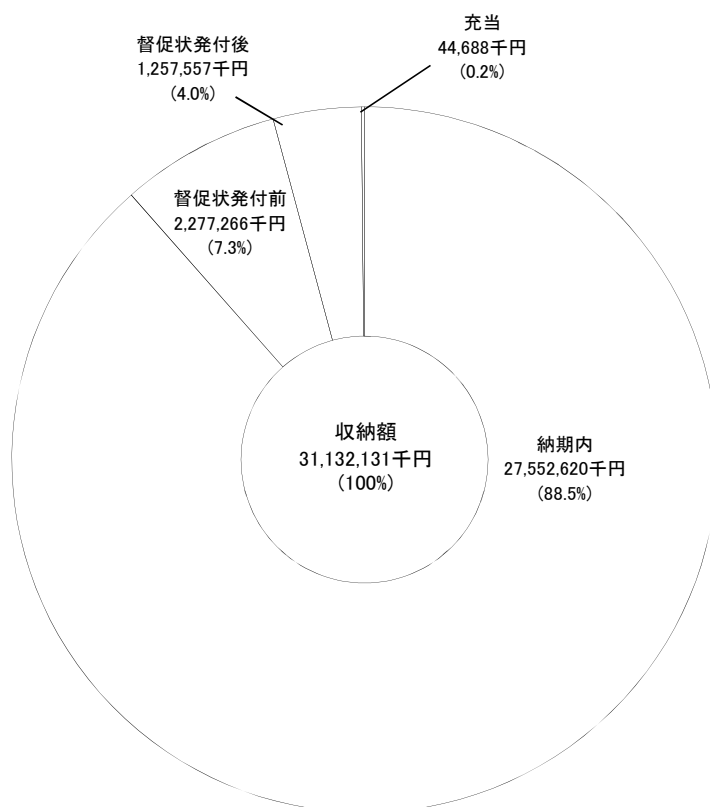 充当
44,688千円
(0.2%)
督促状発付後
1,257,557千円
(4.0%)
督促状発付前
2,277,266千円
(7.3%)
収納額
31,132,131千円
(100%)
納期内
27,552,620千円
(88.5%)